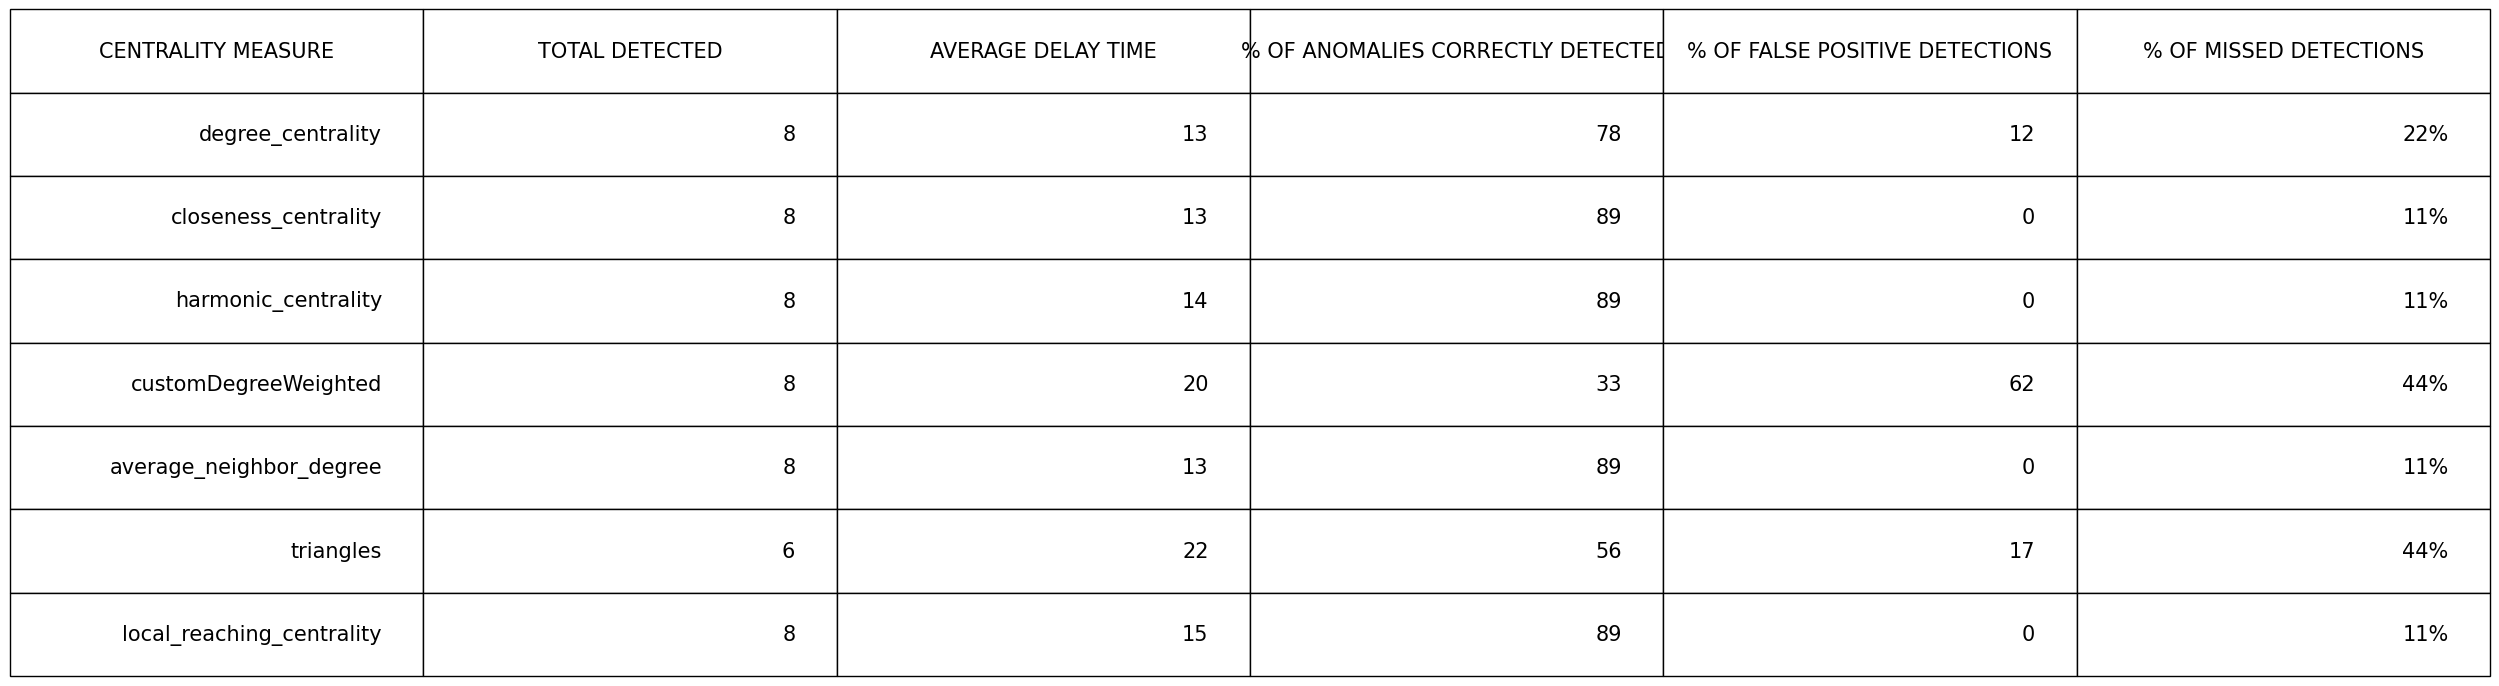 CENTRALITY MEASURE TOTAL DETECTED AVERAGE DELAY TIME % OF ANOMALIES CORRECTLY DETECTED % OF FALSE POSITIVE DETECTIONS % OF MISSED DETECTIONS
degree_centrality 8 13 78 12 22%
closeness_centrality 8 13 89 0 11%
harmonic_centrality 8 14 89 0 11%
customDegreeWeighted 8 20 33 62 44%
average_neighbor_degree 8 13 89 0 11%
triangles 6 22 56 17 44%
local_reaching_centrality 8 15 89 0 11%